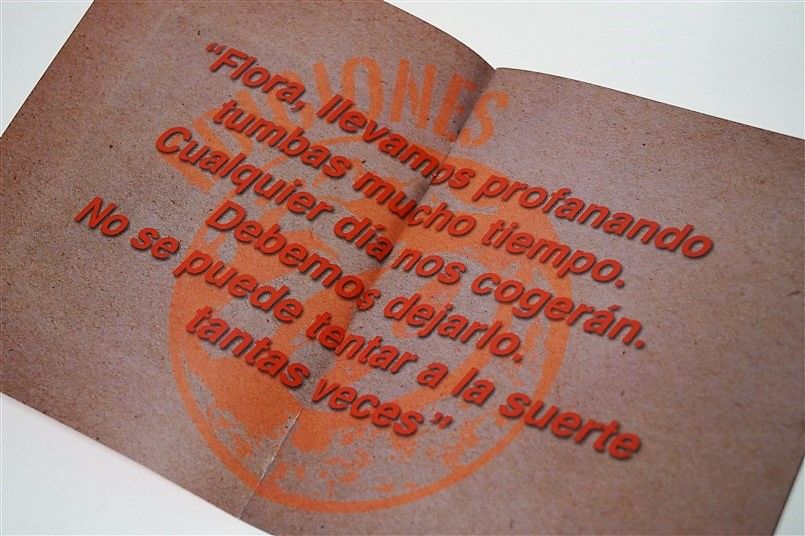 “Flora, llevamos profanando
tumbas mucho tiempo.
Cualquier día nos cogerán.
Debemos dejarlo.
No se puede tentar a la suerte
tantas veces”